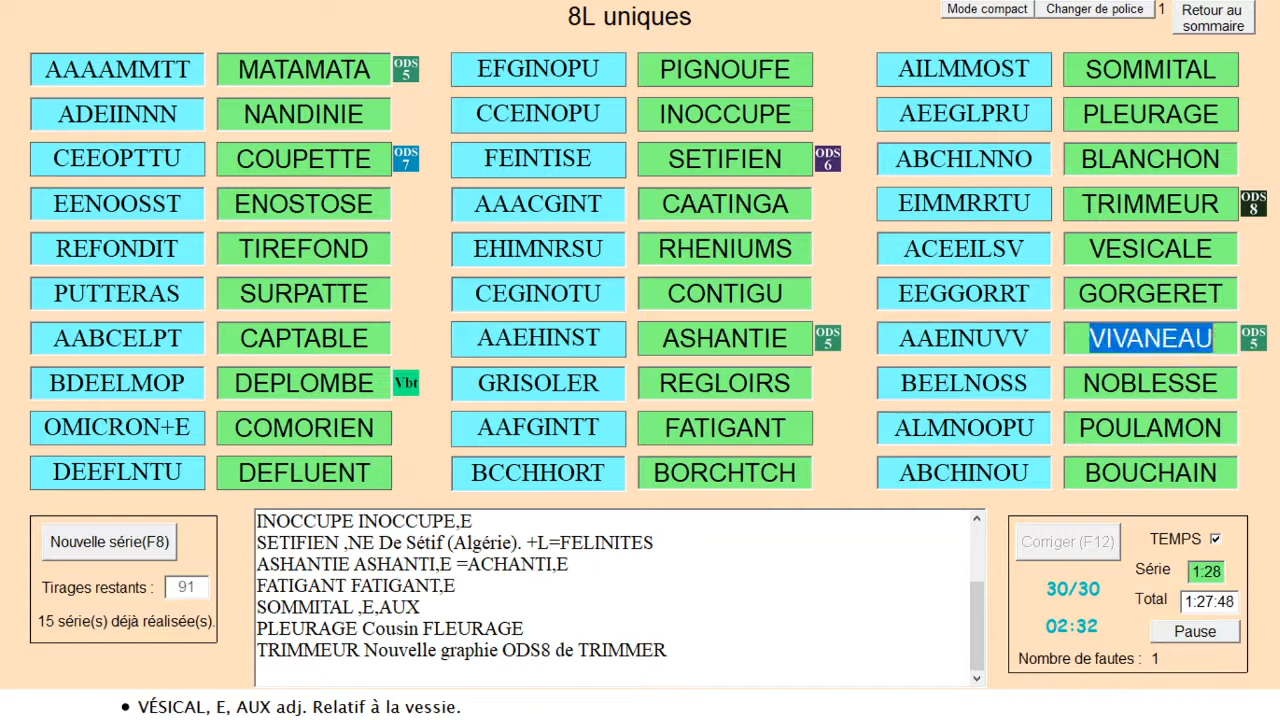 8L uniques
Mode compact Changer de police 1 Retour au sommaire
AAAAMMTT MATAMATA ODS 5 EFGINOPU PIGNOUFE AILMMOST SOMMITAL
ADEIINNN NANDINIE CCEINOPU INOCCUPE AEEGLPRU PLEURAGE
CEEOPTTU COUPETTE ODS 7 FEINTISE SETIFIEN ODS 6 ABCHLNNO BLANCHON
EENOOSST ENOSTOSE AAACGINT CAATINGA EIMMRRTU TRIMMEUR ODS 8
REFONDIT TIREFOND EHIMNRSU RHENIUMS ACEEILSV VESICALE
PUTTERAS SURPATTE CEGINOTU CONTIGU EEGGORRT GORGERET
AABCELPT CAPTABLE AAEHINST ASHANTIE ODS 5 AAEINUVV VIVANEAU ODS 5
BDEELMOP DEPLOMBE Vbt GRISOLER REGLOIRS BEELNOSS NOBLESSE
OMICRON+E COMORIEN AAFGINTT FATIGANT ALMNOOPU POULAMON
DEEFLNTU DEFLUENT BCCHHORT BORCHTCH ABCHINOU BOUCHAIN
Nouvelle série(F8)
Tirages restants : 91
15 série(s) déjà réalisée(s).
INOCCUPE INOCCUPE,E
SETIFIEN ,NE De Sétif (Algérie). +L=FELINITES
ASHANTIE ASHANTI,E =ACHANTI,E
FATIGANT FATIGANT,E
SOMMITAL ,E,AUX
PLEURAGE Cousin FLEURAGE
TRIMMEUR Nouvelle graphie ODS8 de TRIMMER
Corriger (F12) TEMPS
Série 1:28
30/30
Total 1:27:48
02:32
Pause
Nombre de fautes : 1
• VÉSICAL, E, AUX adj. Relatif à la vessie.